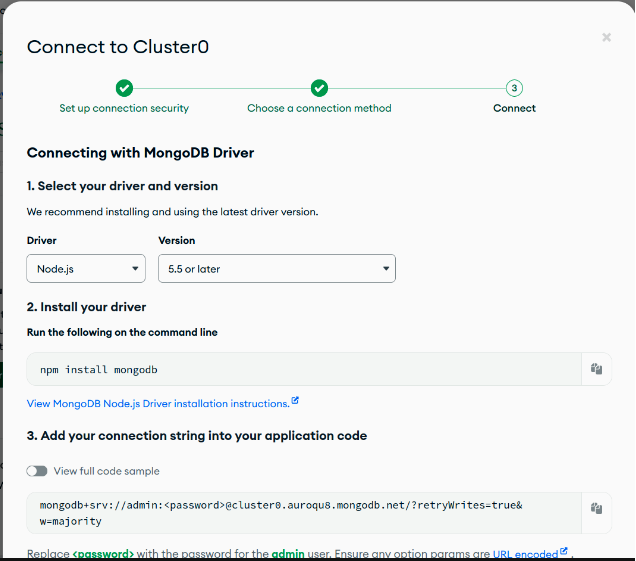 Connect to Cluster0
3
Set up connection security
Choose a connection method
Connect
Connecting with MongoDB Driver
1. Select your driver and version
We recommend installing and using the latest driver version.
Driver
Version
Node.js
5.5 or later
2. Install your driver
Run the following on the command line
npm install mongodb
View MongoDB Node.js Driver installation instructions.
3. Add your connection string into your application code
View full code sample
mongodb+srv://admin:<password>@cluster0.auroqu8.mongodb.net/?retryWrites=true&
w=majority
Replace <password> with the password for the admin user. Ensure any option params are URL encoded.